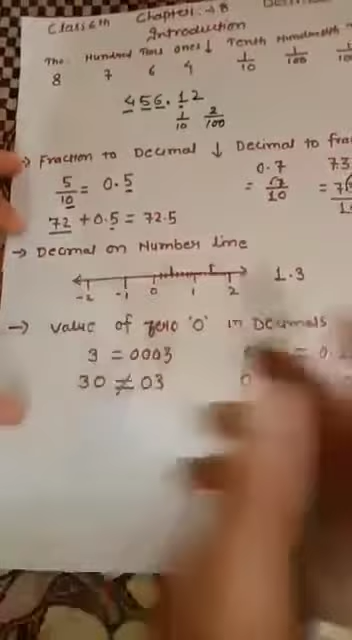 Class 6th Chapter :- 8
Introduction
Tho. Hundred Tens ones ↓ Tenth Hundredth
8 7 6 4 1/10 1/100
456.12
1/10 2/100
→ Fraction to Decimal ↓ Decimal to
5/10 = 0.5
0.7
= 7/10
72 + 0.5 = 72.5
→ Decimal on Number line
-2 -1 0 1 2 1.3
→ Value of zero '0' in Decimals
3 = 0003
30 ≠ 03